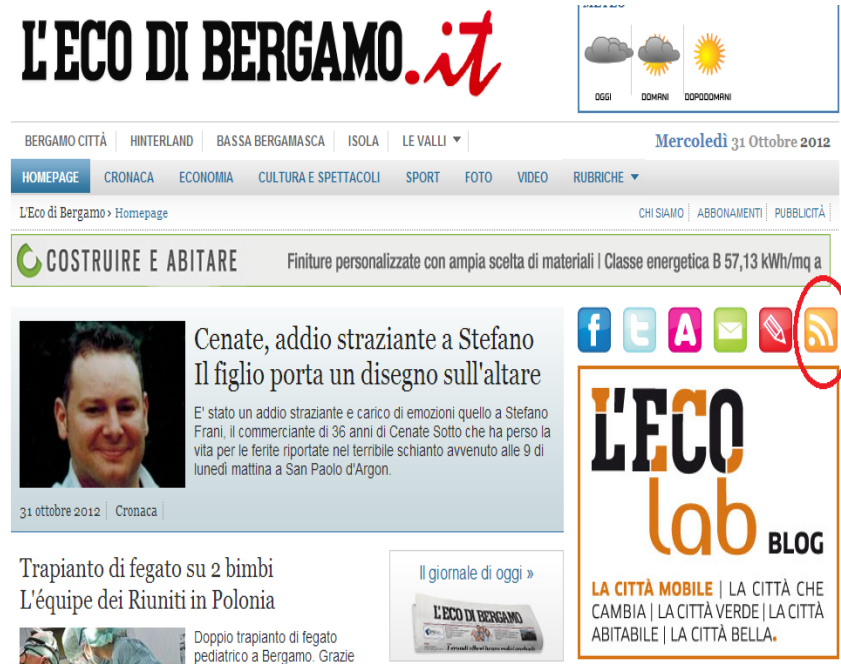 METEO
L'ECO DI BERGAMO.it
OGGI DOMANI DOPODOMANI
BERGAMO CITTÀ HINTERLAND BASSA BERGAMASCA ISOLA LE VALLI
Mercoledì 31 Ottobre 2012
HOMEPAGE CRONACA ECONOMIA CULTURA E SPETTACOLI SPORT FOTO VIDEO RUBRICHE
L'Eco di Bergamo › Homepage
CHI SIAMO ABBONAMENTI PUBBLICITÀ
COSTRUIRE E ABITARE Finiture personalizzate con ampia scelta di materiali | Classe energetica B 57,13 kWh/mq a
Cenate, addio straziante a Stefano
Il figlio porta un disegno sull'altare
E' stato un addio straziante e carico di emozioni quello a Stefano
Frani, il commerciante di 36 anni di Cenate Sotto che ha perso la
vita per le ferite riportate nel terribile schianto avvenuto alle 9 di
lunedì mattina a San Paolo d'Argon.
31 ottobre 2012 Cronaca
f t A
L'ECO
lab BLOG
LA CITTÀ MOBILE | LA CITTÀ CHE
CAMBIA | LA CITTÀ VERDE | LA CITTÀ
ABITABILE | LA CITTÀ BELLA.
Trapianto di fegato su 2 bimbi
L'équipe dei Riuniti in Polonia
Doppio trapianto di fegato
pediatrico a Bergamo. Grazie
Il giornale di oggi »
L'ECO DI BERGAMO